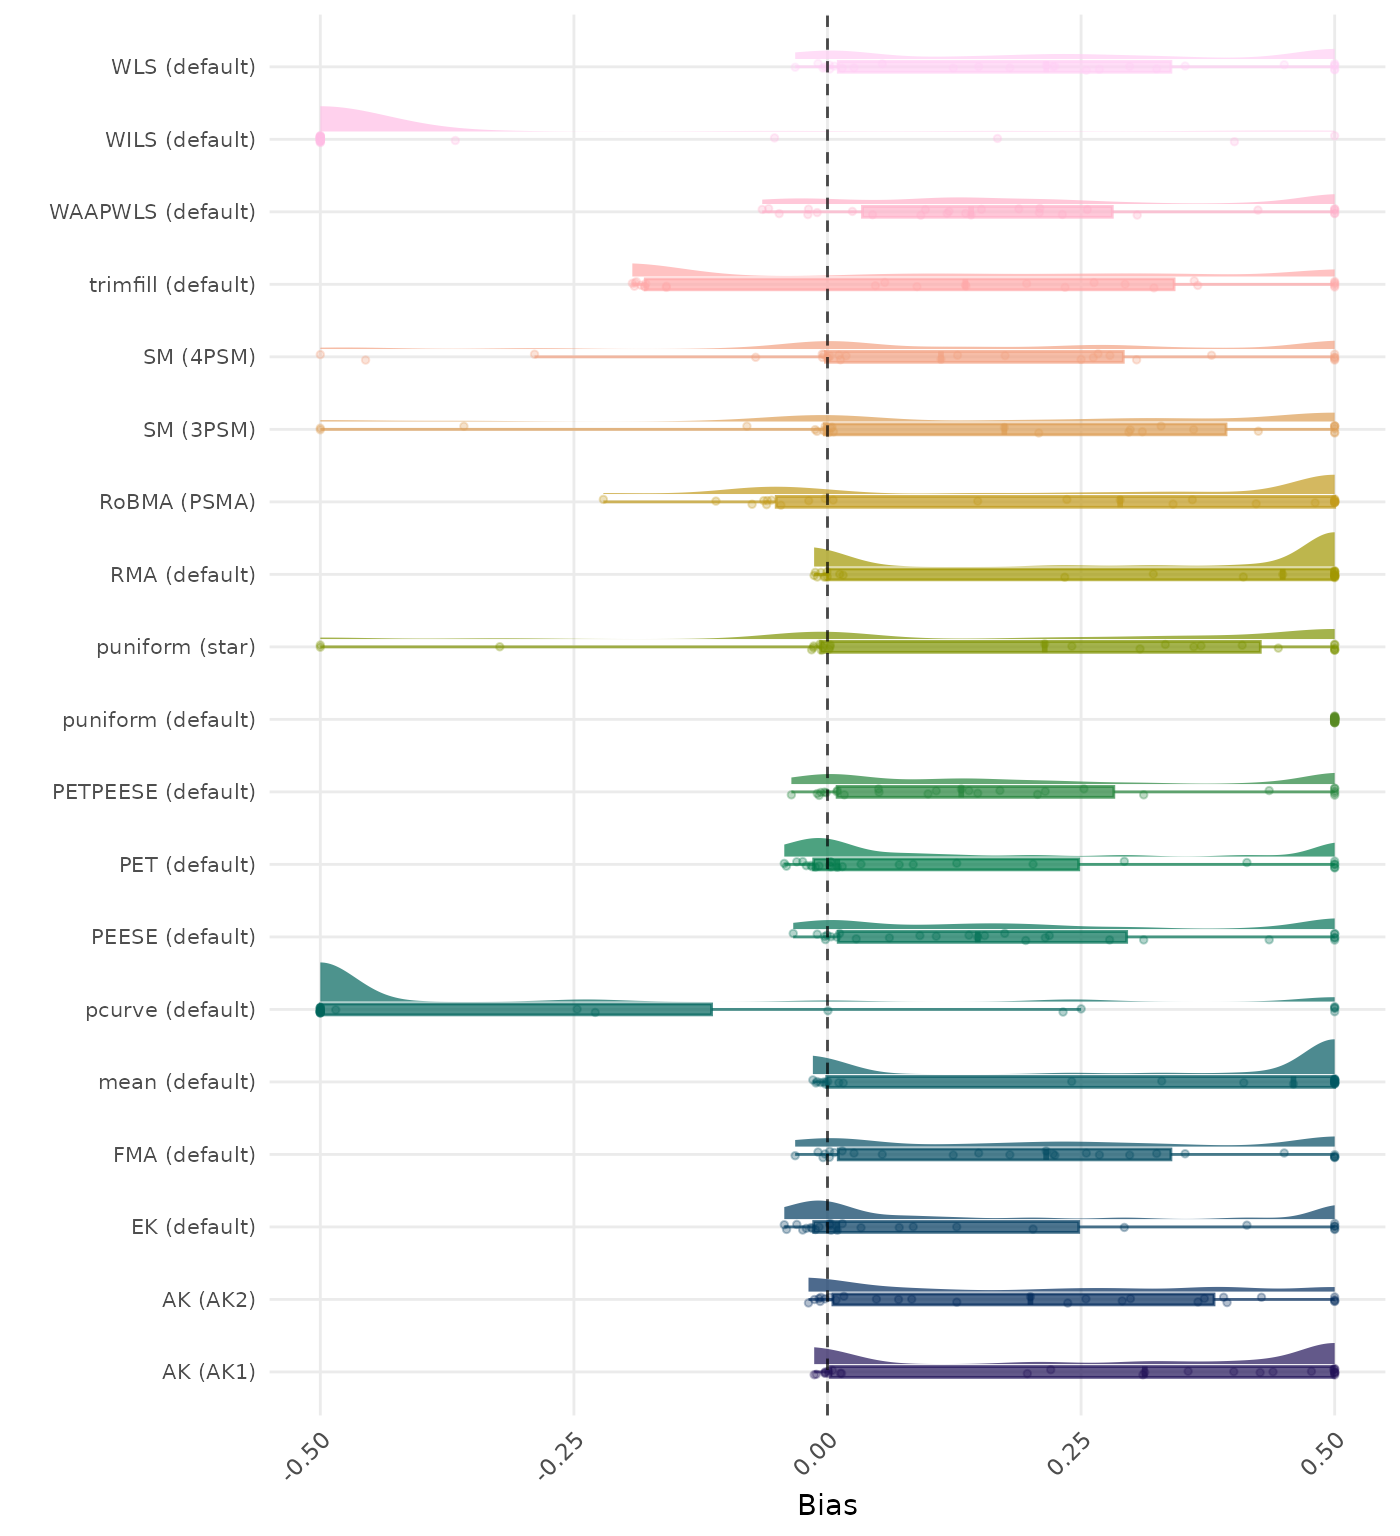 WLS (default)
WILS (default)
WAAPWLS (default)
trimfill (default)
SM (4PSM)
SM (3PSM)
RoBMA (PSMA)
RMA (default)
puniform (star)
puniform (default)
PETPEESE (default)
PET (default)
PEESE (default)
pcurve (default)
mean (default)
FMA (default)
EK (default)
AK (AK2)
AK (AK1)
-0.50 -0.25 0.00 0.25 0.50
Bias